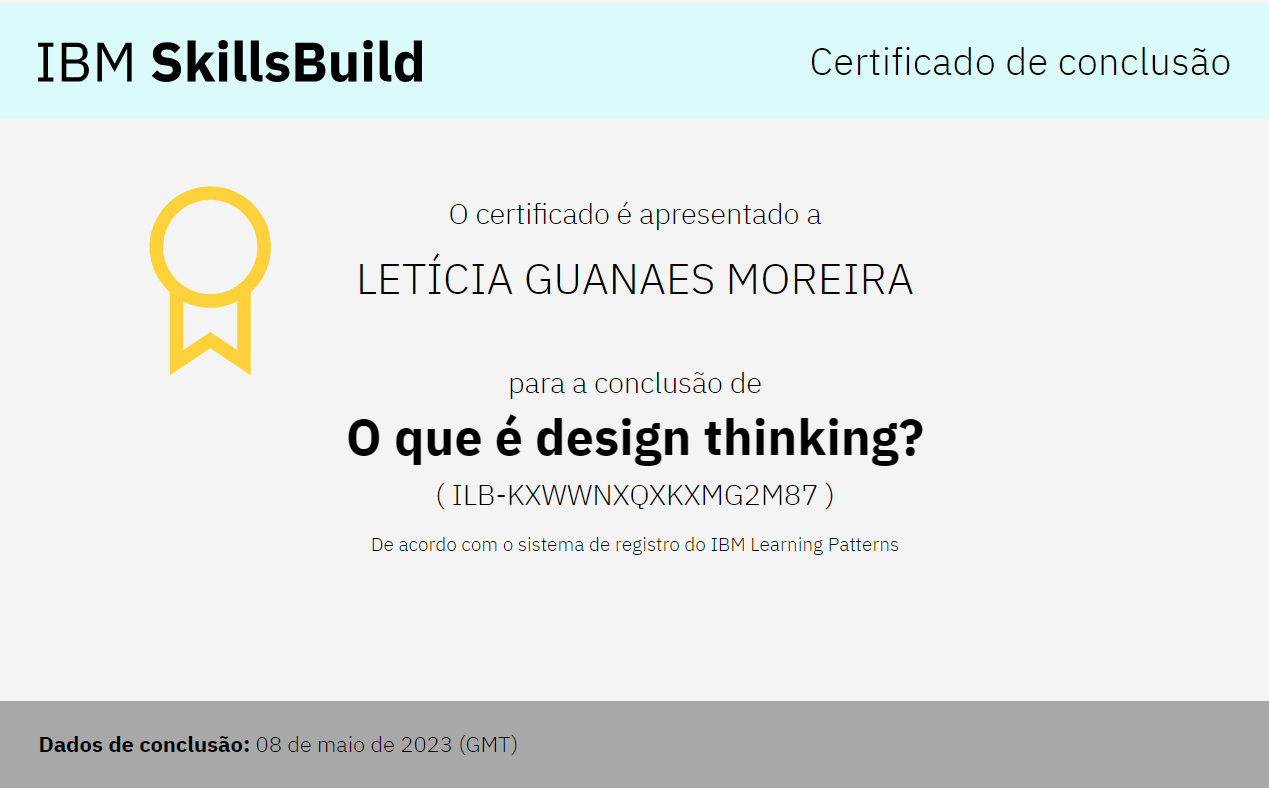 IBM SkillsBuild
Certificado de conclusão
O certificado é apresentado a
LETÍCIA GUANAES MOREIRA
para a conclusão de
O que é design thinking?
( ILB-KXWWNXQXKXMG2M87 )
De acordo com o sistema de registro do IBM Learning Patterns
Dados de conclusão: 08 de maio de 2023 (GMT)